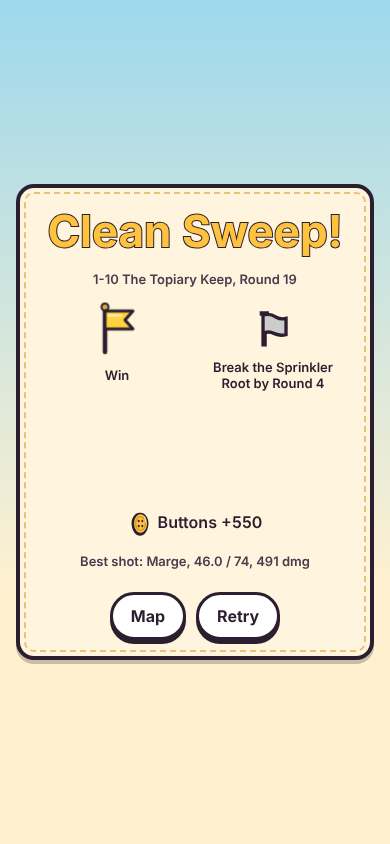 Clean Sweep!
1-10 The Topiary Keep, Round 19
Win
Break the Sprinkler
Root by Round 4
Buttons +550
Best shot: Marge, 46.0 / 74, 491 dmg
Map
Retry